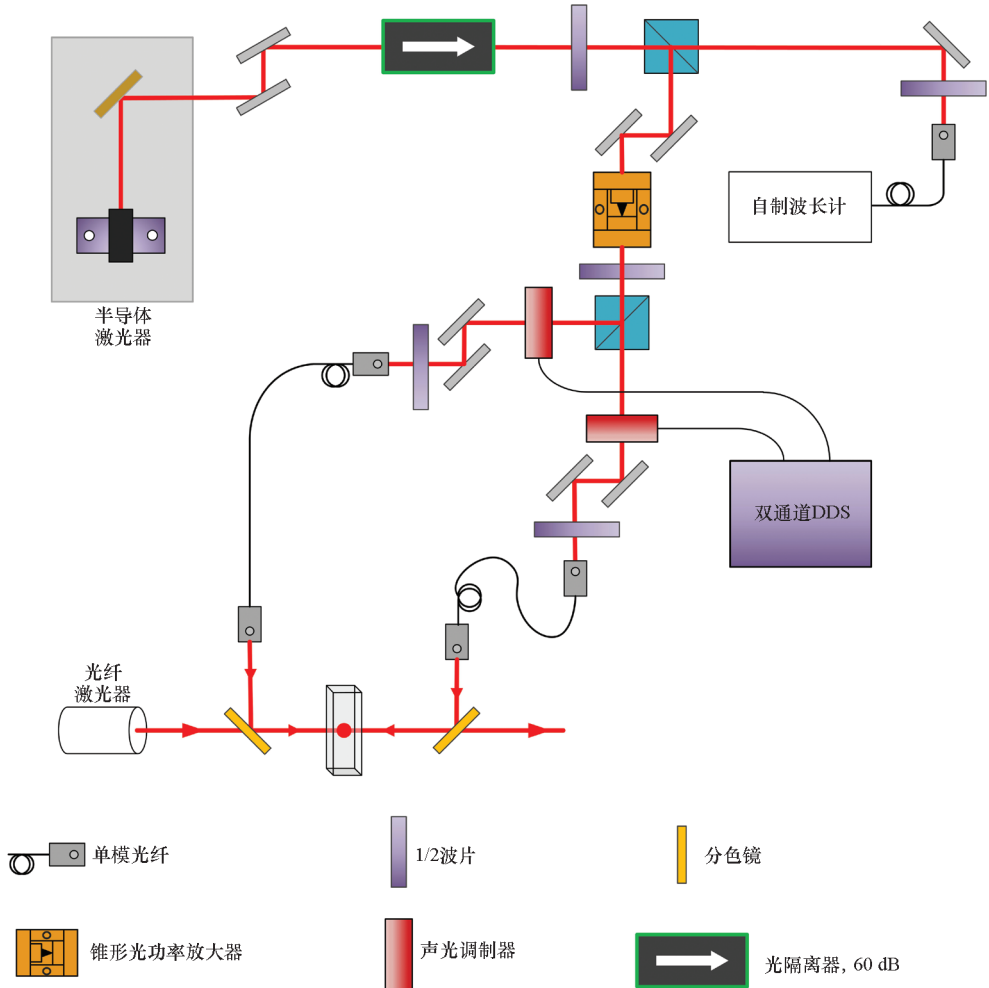 自制波长计
半导体
激光器
双通道DDS
光纤
激光器
单模光纤
1/2波片
分色镜
锥形光功率放大器
声光调制器
光隔离器, 60 dB